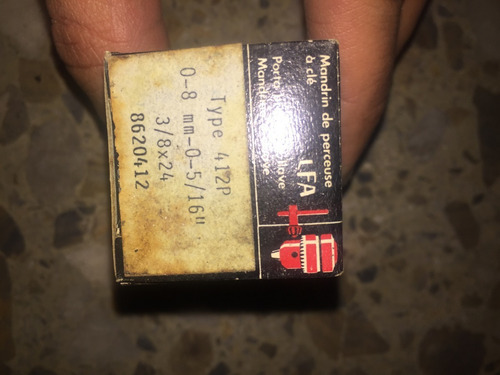 Mandrin de perceuse
à clé
LFA
Type 412P
0-8 mm-0-5/16"
3/8x24
8620412